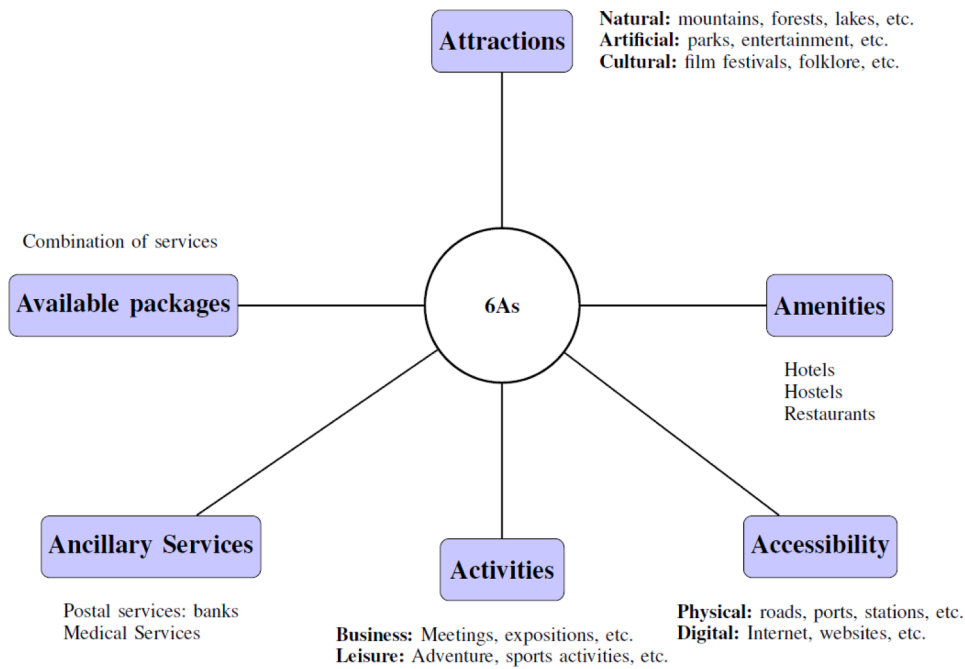 Attractions
Natural: mountains, forests, lakes, etc.
Artificial: parks, entertainment, etc.
Cultural: film festivals, folklore, etc.
Combination of services
Available packages
6As
Amenities
Hotels
Hostels
Restaurants
Ancillary Services
Postal services: banks
Medical Services
Activities
Business: Meetings, expositions, etc.
Leisure: Adventure, sports activities, etc.
Accessibility
Physical: roads, ports, stations, etc.
Digital: Internet, websites, etc.